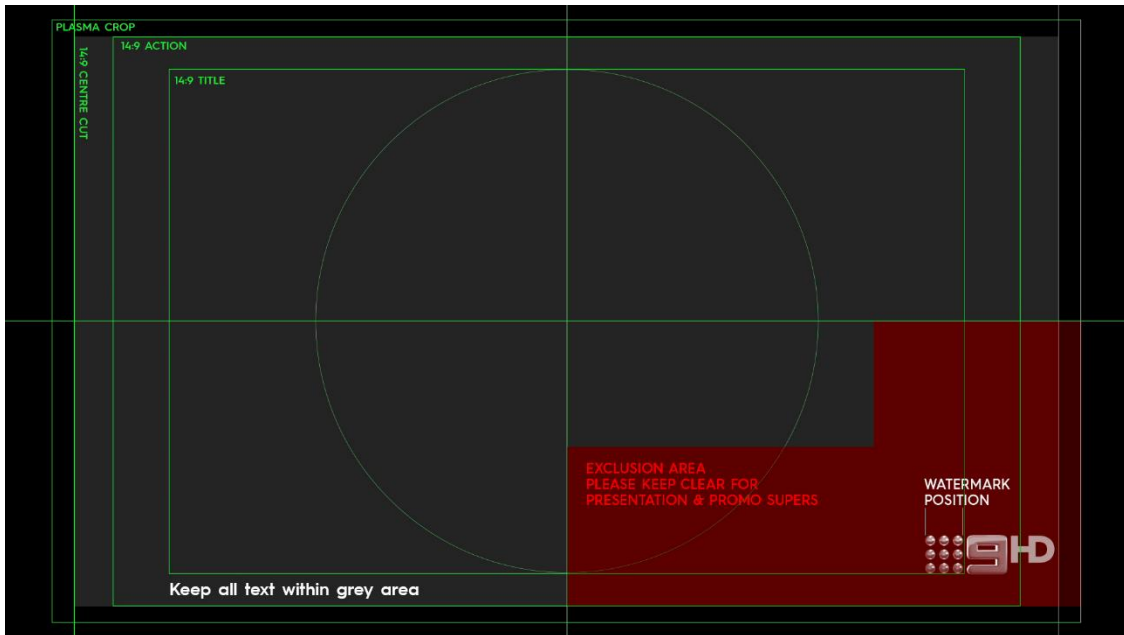 PLASMA CROP
14:9 ACTION
14:9 CENTRE CUT
14:9 TITLE
EXCLUSION AREA
PLEASE KEEP CLEAR FOR
PRESENTATION & PROMO SUPERS
WATERMARK
POSITION
9HD
Keep all text within grey area